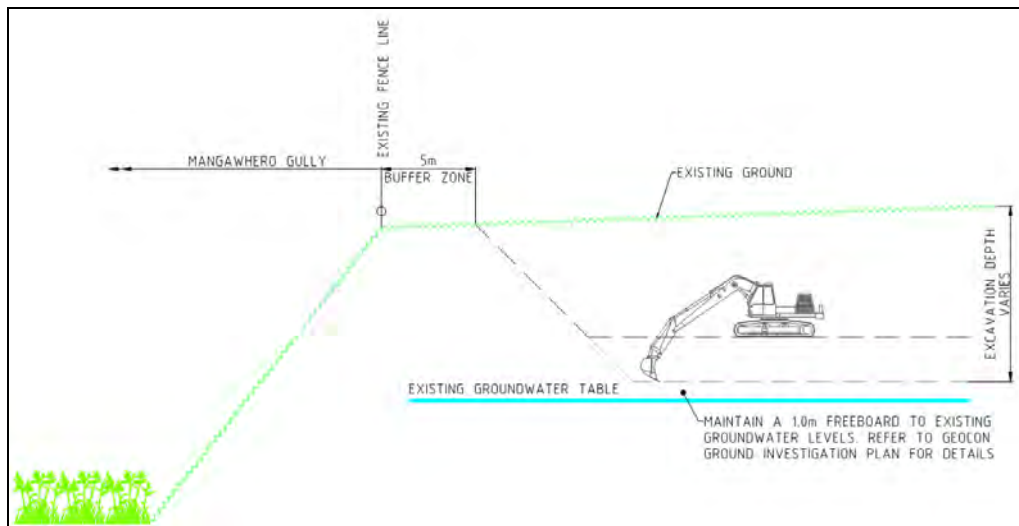 EXISTING FENCE LINE
MANGAWHERO GULLY
5m
BUFFER ZONE
EXISTING GROUND
EXCAVATION DEPTH
VARIES
EXISTING GROUNDWATER TABLE
MAINTAIN A 1.0m FREEBOARD TO EXISTING
GROUNDWATER LEVELS. REFER TO GEOCON
GROUND INVESTIGATION PLAN FOR DETAILS